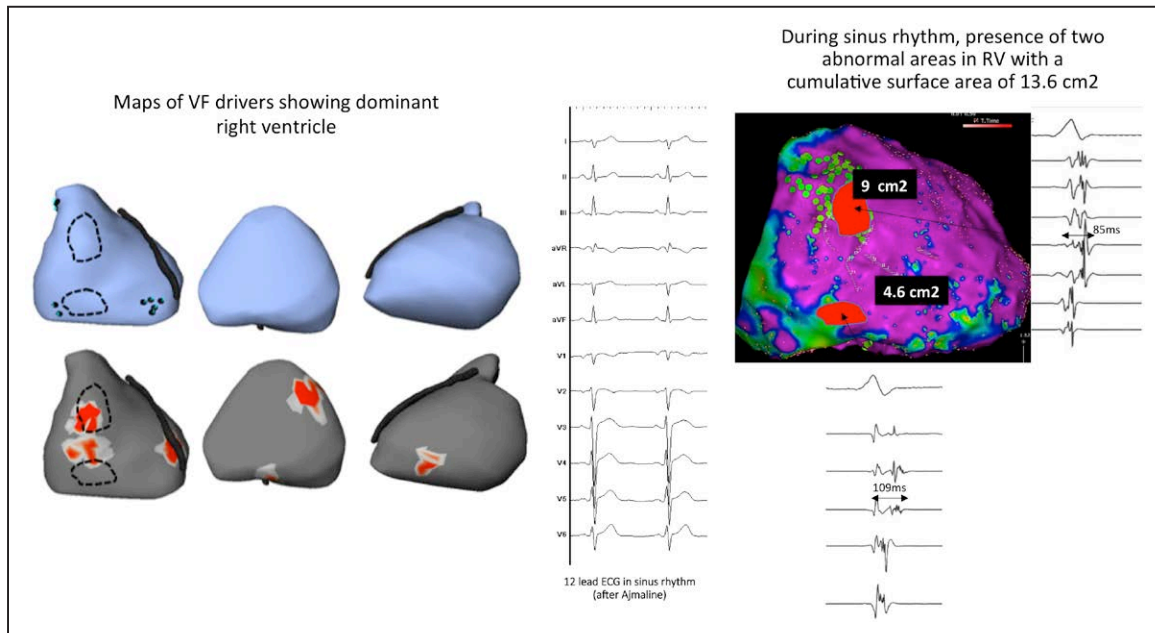 Maps of VF drivers showing dominant
right ventricle
I
II
III
aVR
aVL
aVF
V1
V2
V3
V4
V5
V6
12 lead ECG in sinus rhythm
(after Ajmaline)
During sinus rhythm, presence of two
abnormal areas in RV with a
cumulative surface area of 13.6 cm2
9 cm2
4.6 cm2
85ms
109ms